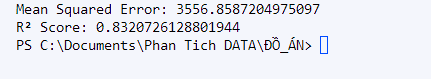 Mean Squared Error: 3556.8587204975097
R² Score: 0.8320726128801944
PS C:\Documents\Phan Tich DATA\ĐỒ_ÁN>